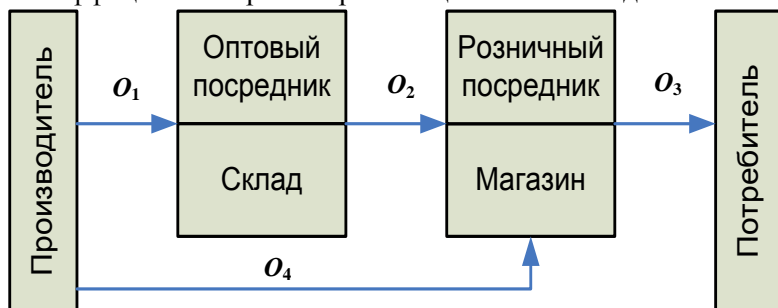 Производитель
O₁
Оптовый
посредник
Склад
O₂
Розничный
посредник
Магазин
O₃
Потребитель
O₄